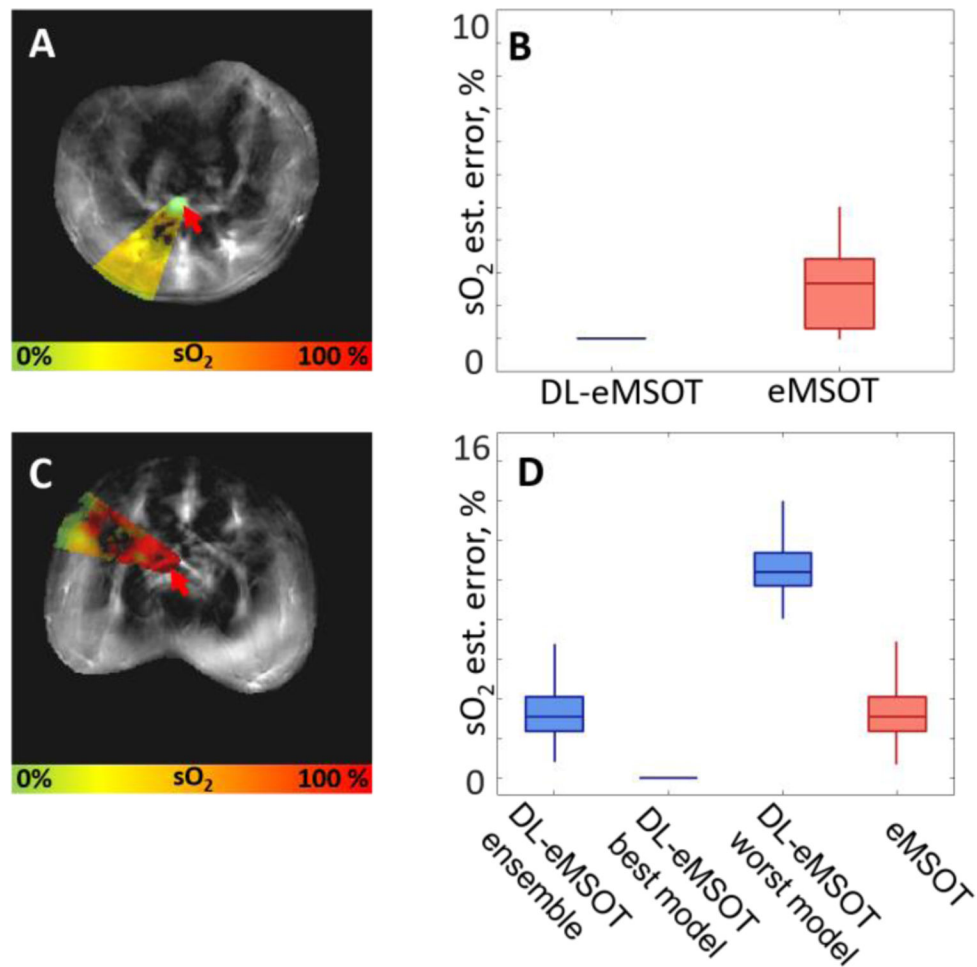 A
0% sO₂ 100 %
B
10
sO₂ est. error, %
0
DL-eMSOT eMSOT
C
0% sO₂ 100 %
D
16
sO₂ est. error, %
0
DL-eMSOT
ensemble
DL-eMSOT
best model
DL-eMSOT
worst model
eMSOT